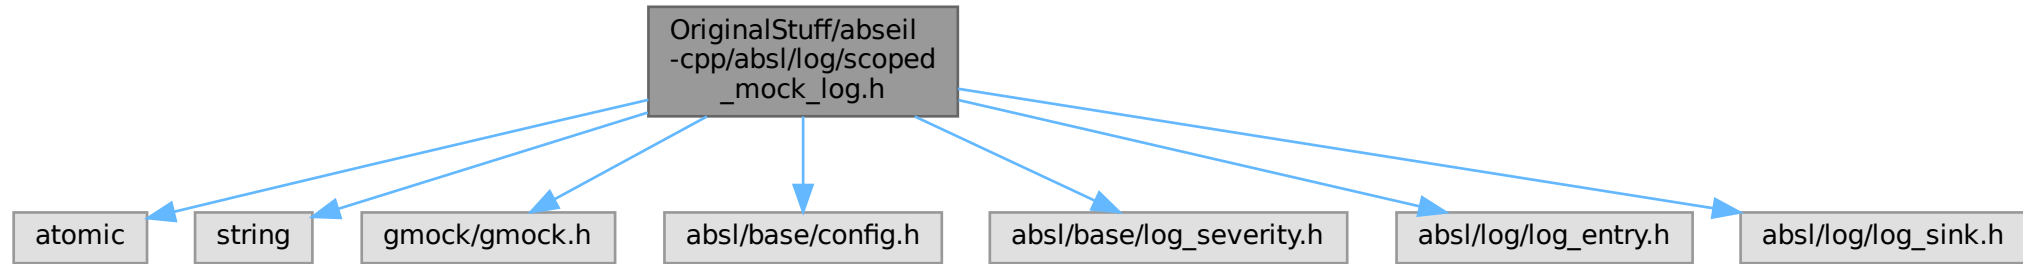 OriginalStuff/abseil
-cpp/absl/log/scoped
_mock_log.h
atomic
string
gmock/gmock.h
absl/base/config.h
absl/base/log_severity.h
absl/log/log_entry.h
absl/log/log_sink.h